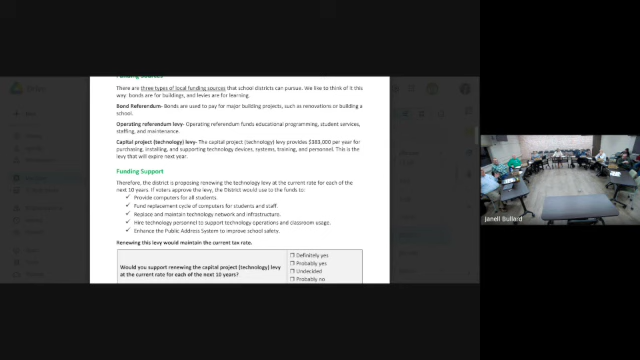 Funding Sources
There are three types of local funding sources that school districts can pursue. We like to think of it this
way: bonds are for buildings, and levies are for learning.
Bond Referendum- Bonds are used to pay for major building projects, such as renovations or building a
school.
Operating referendum levy- Operating referendum funds educational programming, student services,
staffing, and maintenance.
Capital project (technology) levy- The capital project (technology) levy provides $383,000 per year for
purchasing, installing, and supporting technology devices, systems, training, and personnel. This is the
levy that will expire next year.
Funding Support
Therefore, the district is proposing renewing the technology levy at the current rate for each of the
next 10 years. If voters approve the levy, the District would use the funds to:
✓ Provide computers for all students.
✓ Fund replacement cycle of computers for students and staff.
✓ Replace and maintain technology network and infrastructure.
✓ Hire technology personnel to support technology operations and classroom usage.
✓ Enhance the Public Address System to improve school safety.
Renewing this levy would maintain the current tax rate.
Would you support renewing the capital project (technology) levy
at the current rate for each of the next 10 years?
☐ Definitely yes
☐ Probably yes
☐ Undecided
☐ Probably no
Janell Bullard